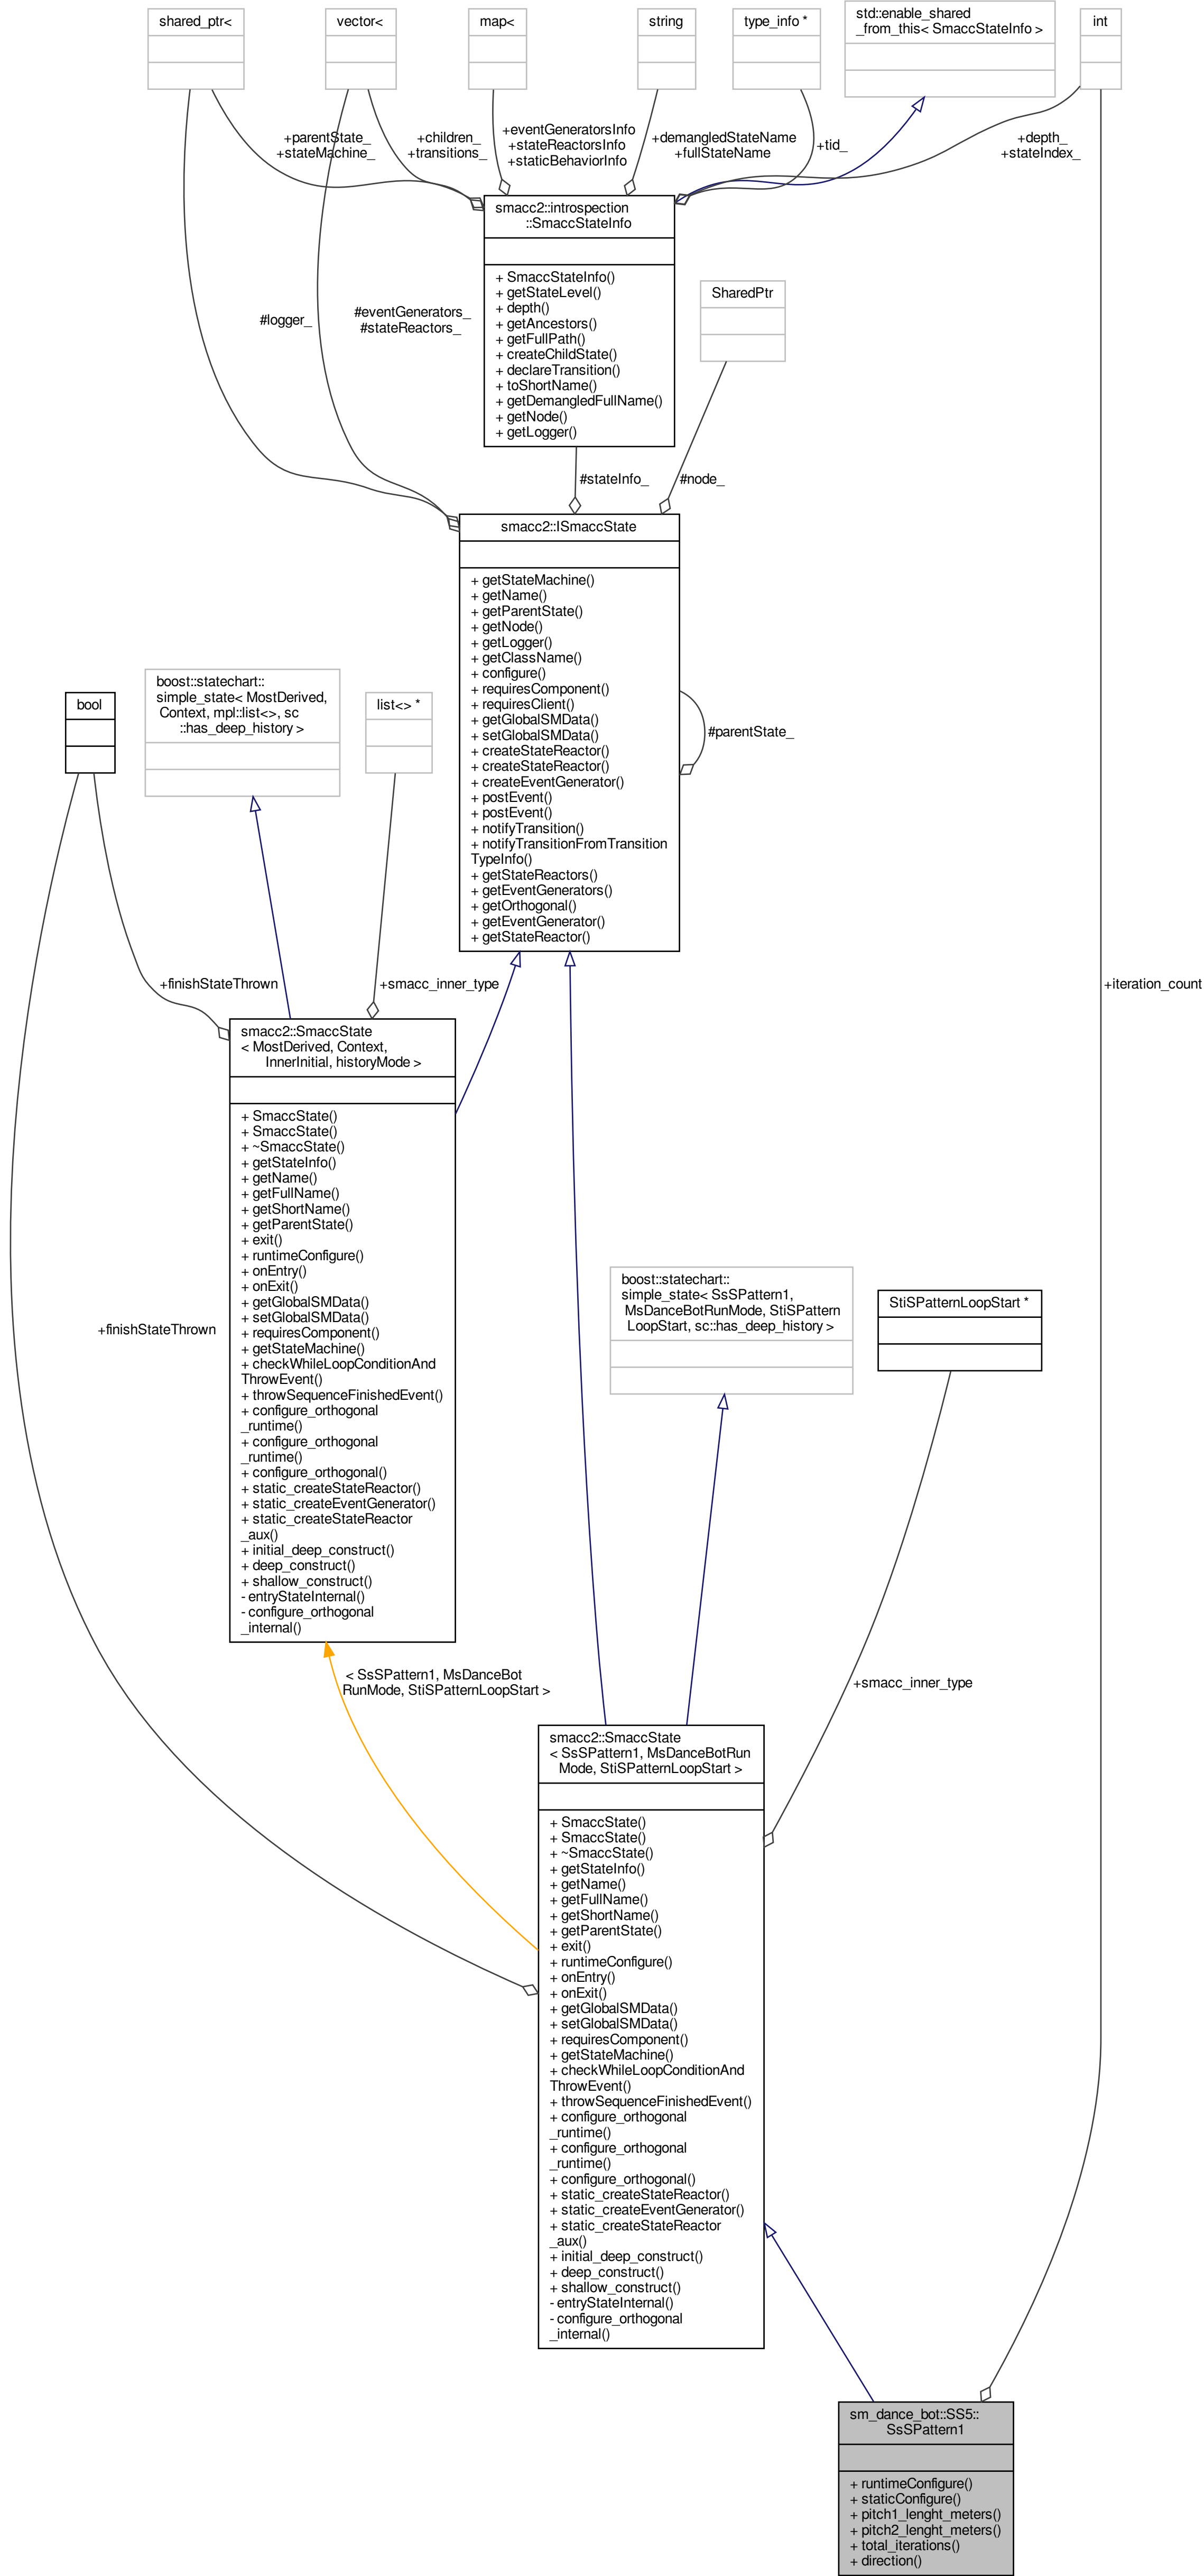 shared_ptr<
vector<
map<
string
type_info *
std::enable_shared
_from_this< SmaccStateInfo >
int
+parentState_
+stateMachine_
+children_
+transitions_
+eventGeneratorsInfo
+stateReactorsInfo
+staticBehaviorInfo
+demangledStateName
+fullStateName
+tid_
+depth_
+stateIndex_
smacc2::introspection
::SmaccStateInfo
+ SmaccStateInfo()
+ getStateLevel()
+ depth()
+ getAncestors()
+ getFullPath()
+ createChildState()
+ declareTransition()
+ toShortName()
+ getDemangledFullName()
+ getNode()
+ getLogger()
SharedPtr
#logger_
#eventGenerators_
#stateReactors_
#stateInfo_
#node_
smacc2::ISmaccState
+ getStateMachine()
+ getName()
+ getParentState()
+ getNode()
+ getLogger()
+ getClassName()
+ configure()
+ requiresComponent()
+ requiresClient()
+ getGlobalSMData()
+ setGlobalSMData()
+ createStateReactor()
+ createStateReactor()
+ createEventGenerator()
+ postEvent()
+ postEvent()
+ notifyTransition()
+ notifyTransitionFromTransition
TypeInfo()
+ getStateReactors()
+ getEventGenerators()
+ getOrthogonal()
+ getEventGenerator()
+ getStateReactor()
#parentState_
bool
boost::statechart::
simple_state< MostDerived,
Context, mpl::list<>, sc
::has_deep_history >
list<> *
+finishStateThrown
+smacc_inner_type
+iteration_count
smacc2::SmaccState
< MostDerived, Context,
InnerInitial, historyMode >
+ SmaccState()
+ SmaccState()
+ ~SmaccState()
+ getStateInfo()
+ getName()
+ getFullName()
+ getShortName()
+ getParentState()
+ exit()
+ runtimeConfigure()
+ onEntry()
+ onExit()
+ getGlobalSMData()
+ setGlobalSMData()
+ requiresComponent()
+ getStateMachine()
+ checkWhileLoopConditionAnd
ThrowEvent()
+ throwSequenceFinishedEvent()
+ configure_orthogonal
_runtime()
+ configure_orthogonal
_runtime()
+ configure_orthogonal()
+ static_createStateReactor()
+ static_createEventGenerator()
+ static_createStateReactor
_aux()
+ initial_deep_construct()
+ deep_construct()
+ shallow_construct()
- entryStateInternal()
- configure_orthogonal
_internal()
+finishStateThrown
boost::statechart::
simple_state< SsSPattern1,
MsDanceBotRunMode, StiSPattern
LoopStart, sc::has_deep_history >
StiSPatternLoopStart *
< SsSPattern1, MsDanceBot
RunMode, StiSPatternLoopStart >
+smacc_inner_type
smacc2::SmaccState
< SsSPattern1, MsDanceBotRun
Mode, StiSPatternLoopStart >
+ SmaccState()
+ SmaccState()
+ ~SmaccState()
+ getStateInfo()
+ getName()
+ getFullName()
+ getShortName()
+ getParentState()
+ exit()
+ runtimeConfigure()
+ onEntry()
+ onExit()
+ getGlobalSMData()
+ setGlobalSMData()
+ requiresComponent()
+ getStateMachine()
+ checkWhileLoopConditionAnd
ThrowEvent()
+ throwSequenceFinishedEvent()
+ configure_orthogonal
_runtime()
+ configure_orthogonal
_runtime()
+ configure_orthogonal()
+ static_createStateReactor()
+ static_createEventGenerator()
+ static_createStateReactor
_aux()
+ initial_deep_construct()
+ deep_construct()
+ shallow_construct()
- entryStateInternal()
- configure_orthogonal
_internal()
sm_dance_bot::SS5::
SsSPattern1
+ runtimeConfigure()
+ staticConfigure()
+ pitch1_lenght_meters()
+ pitch2_lenght_meters()
+ total_iterations()
+ direction()